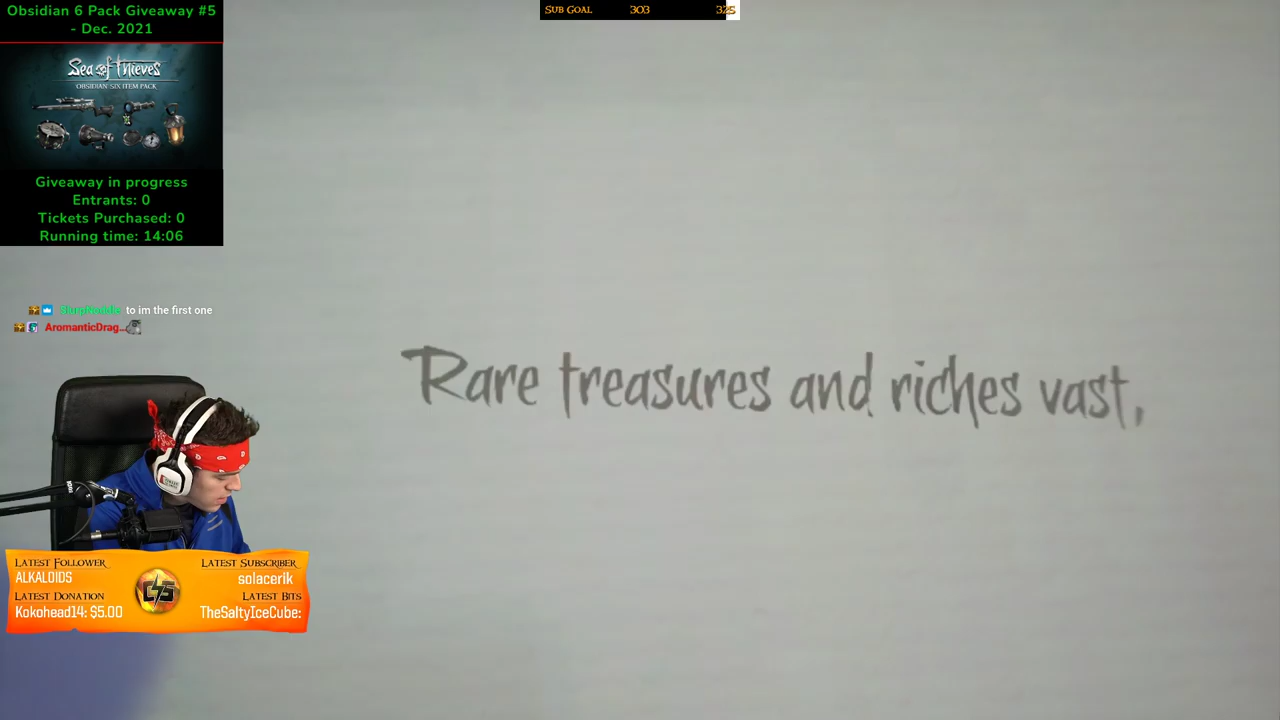 Obsidian 6 Pack Giveaway #5
- Dec. 2021
Sea of Thieves
OBSIDIAN SIX ITEM PACK
Giveaway in progress
Entrants: 0
Tickets Purchased: 0
Running time: 14:06
SUB GOAL 303 325
to im the first one
AromanticDrag...
Rare treasures and riches vast,
LATEST FOLLOWER
ALKALOIDS
LATEST SUBSCRIBER
solacerik
LATEST DONATION
Kokohead14: $5.00
LATEST BITS
TheSaltyIceCube: